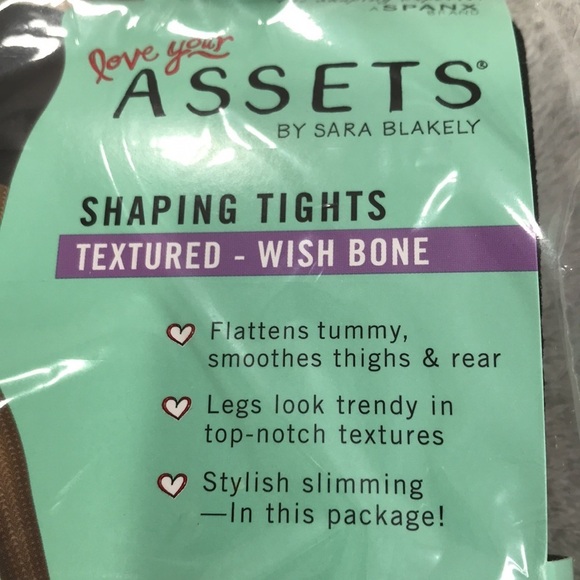 A SPANX
love your
ASSETS®
BY SARA BLAKELY
SHAPING TIGHTS
TEXTURED - WISH BONE
Flattens tummy,
smoothes thighs & rear
Legs look trendy in
top-notch textures
Stylish slimming
—In this package!